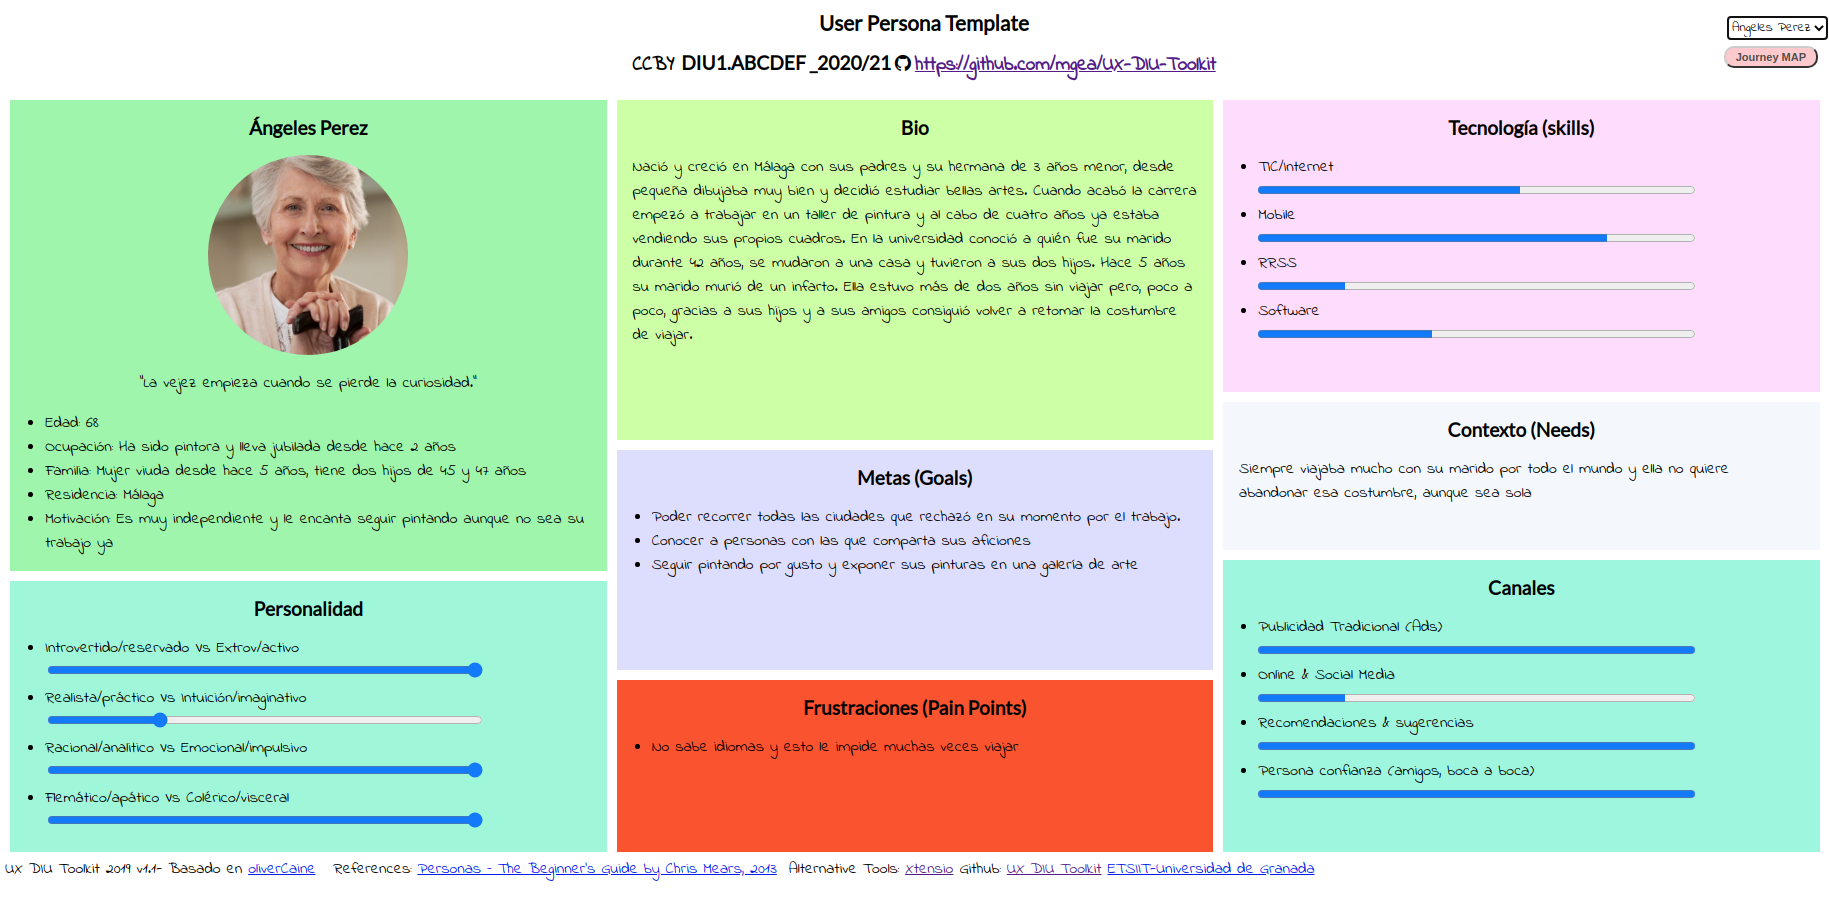 User Persona Template
CCBY DIU1.ABCDEF _2020/21 https://github.com/mgea/UX-DIU-Toolkit
Ángeles Perez
Journey MAP
Ángeles Perez
"La vejez empieza cuando se pierde la curiosidad."
Edad: 68
Ocupación: Ha sido pintora y lleva jubilada desde hace 2 años
Familia: Mujer viuda desde hace 5 años, tiene dos hijos de 45 y 47 años
Residencia: Málaga
Motivación: Es muy independiente y le encanta seguir pintando aunque no sea su
trabajo ya
Personalidad
Introvertido/reservado Vs Extrov/activo
Realista/práctico Vs Intuición/imaginativo
Racional/analitico Vs Emocional/impulsivo
Flemático/apático Vs Colérico/visceral
Bio
Nació y creció en Málaga con sus padres y su hermana de 3 años menor, desde
pequeña dibujaba muy bien y decidió estudiar bellas artes. Cuando acabó la carrera
empezó a trabajar en un taller de pintura y al cabo de cuatro años ya estaba
vendiendo sus propios cuadros. En la universidad conoció a quién fue su marido
durante 42 años, se mudaron a una casa y tuvieron a sus dos hijos. Hace 5 años
su marido murió de un infarto. Ella estuvo más de dos años sin viajar pero, poco a
poco, gracias a sus hijos y a sus amigos consiguió volver a retomar la costumbre
de viajar.
Metas (Goals)
Poder recorrer todas las ciudades que rechazó en su momento por el trabajo.
Conocer a personas con las que comparta sus aficiones
Seguir pintando por gusto y exponer sus pinturas en una galería de arte
Frustraciones (Pain Points)
No sabe idiomas y esto le impide muchas veces viajar
Tecnología (skills)
TIC/internet
Mobile
RRSS
Software
Contexto (Needs)
Siempre viajaba mucho con su marido por todo el mundo y ella no quiere
abandonar esa costumbre, aunque sea sola
Canales
Publicidad Tradicional (Ads)
Online & Social Media
Recomendaciones & sugerencias
Persona confianza (amigos, boca a boca)
UX DIU Toolkit 2019 v1.1- Basado en oliverCaine References: Personas - The Beginner's Guide by Chris Mears, 2013 Alternative Tools: Xtensio Github: UX DIU Toolkit ETSIIT-Universidad de Granada